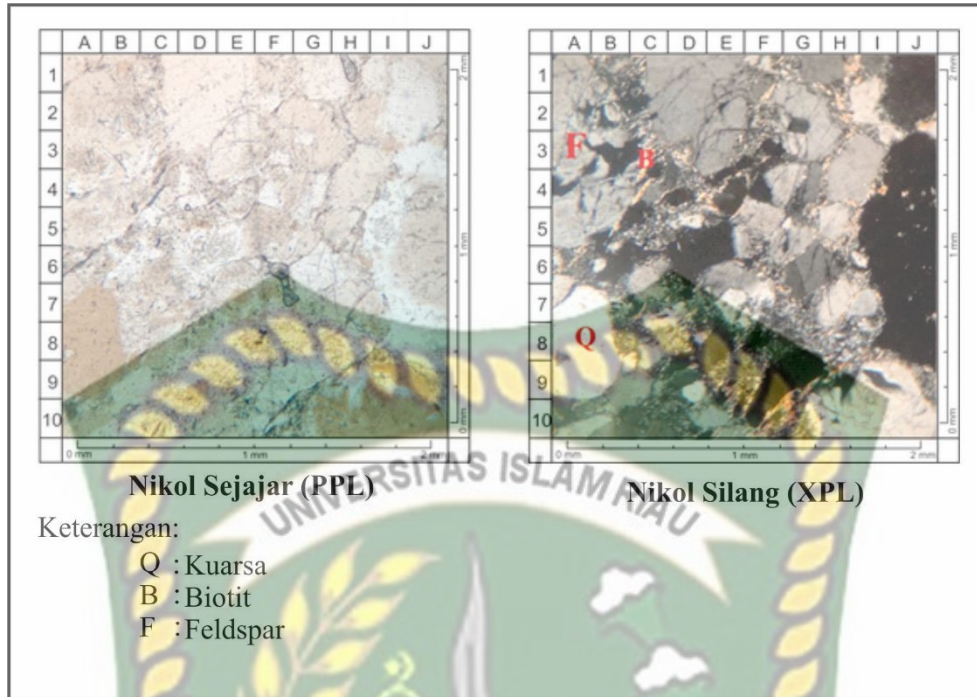 A B C D E F G H I J
1
2
3
4
5
6
7
8
9
10
2 mm
1 mm
0 mm
0 mm 1 mm 2 mm
Nikol Sejajar (PPL)
A B C D E F G H I J
1
2
3
4
5
6
7
8
9
10
F
B
Q
2 mm
1 mm
0 mm
0 mm 1 mm 2 mm
Nikol Silang (XPL)
Keterangan:
Q : Kuarsa
B : Biotit
F : Feldspar
UNIVERSITAS ISLAM RIAU